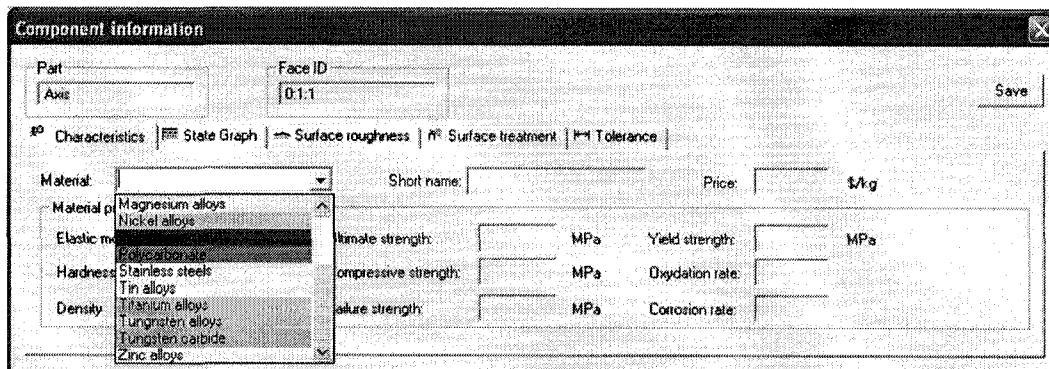 Component information
Part
Face ID
Axis
0:1:1
Save
Characteristics State Graph Surface roughness Surface treatment Tolerance
Material: Short name: Price: $/kg
Magnesium alloys
Material p
Nickel alloys
Elastic mo ltimate strength: MPa Yield strength: MPa
Polycarbonate
Stainless steels
Hardness ompressive strength: MPa Oxydation rate:
Tin alloys
Titanium alloys
Density ailure strength: MPa Corrosion rate:
Tungnsten alloys
Tungsten carbide
Zinc alloys